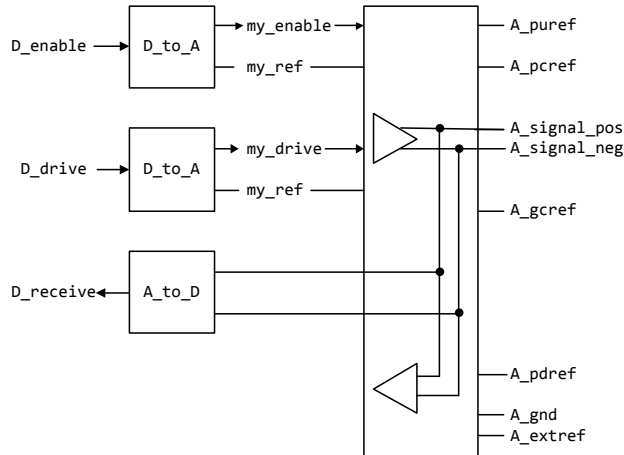 my_enable
A_puref
D_enable
D_to_A
my_ref
A_pcref
A_signal_pos
my_drive
A_signal_neg
D_drive
D_to_A
my_ref
A_gcref
D_receive
A_to_D
A_pdref
A_gnd
A_extref